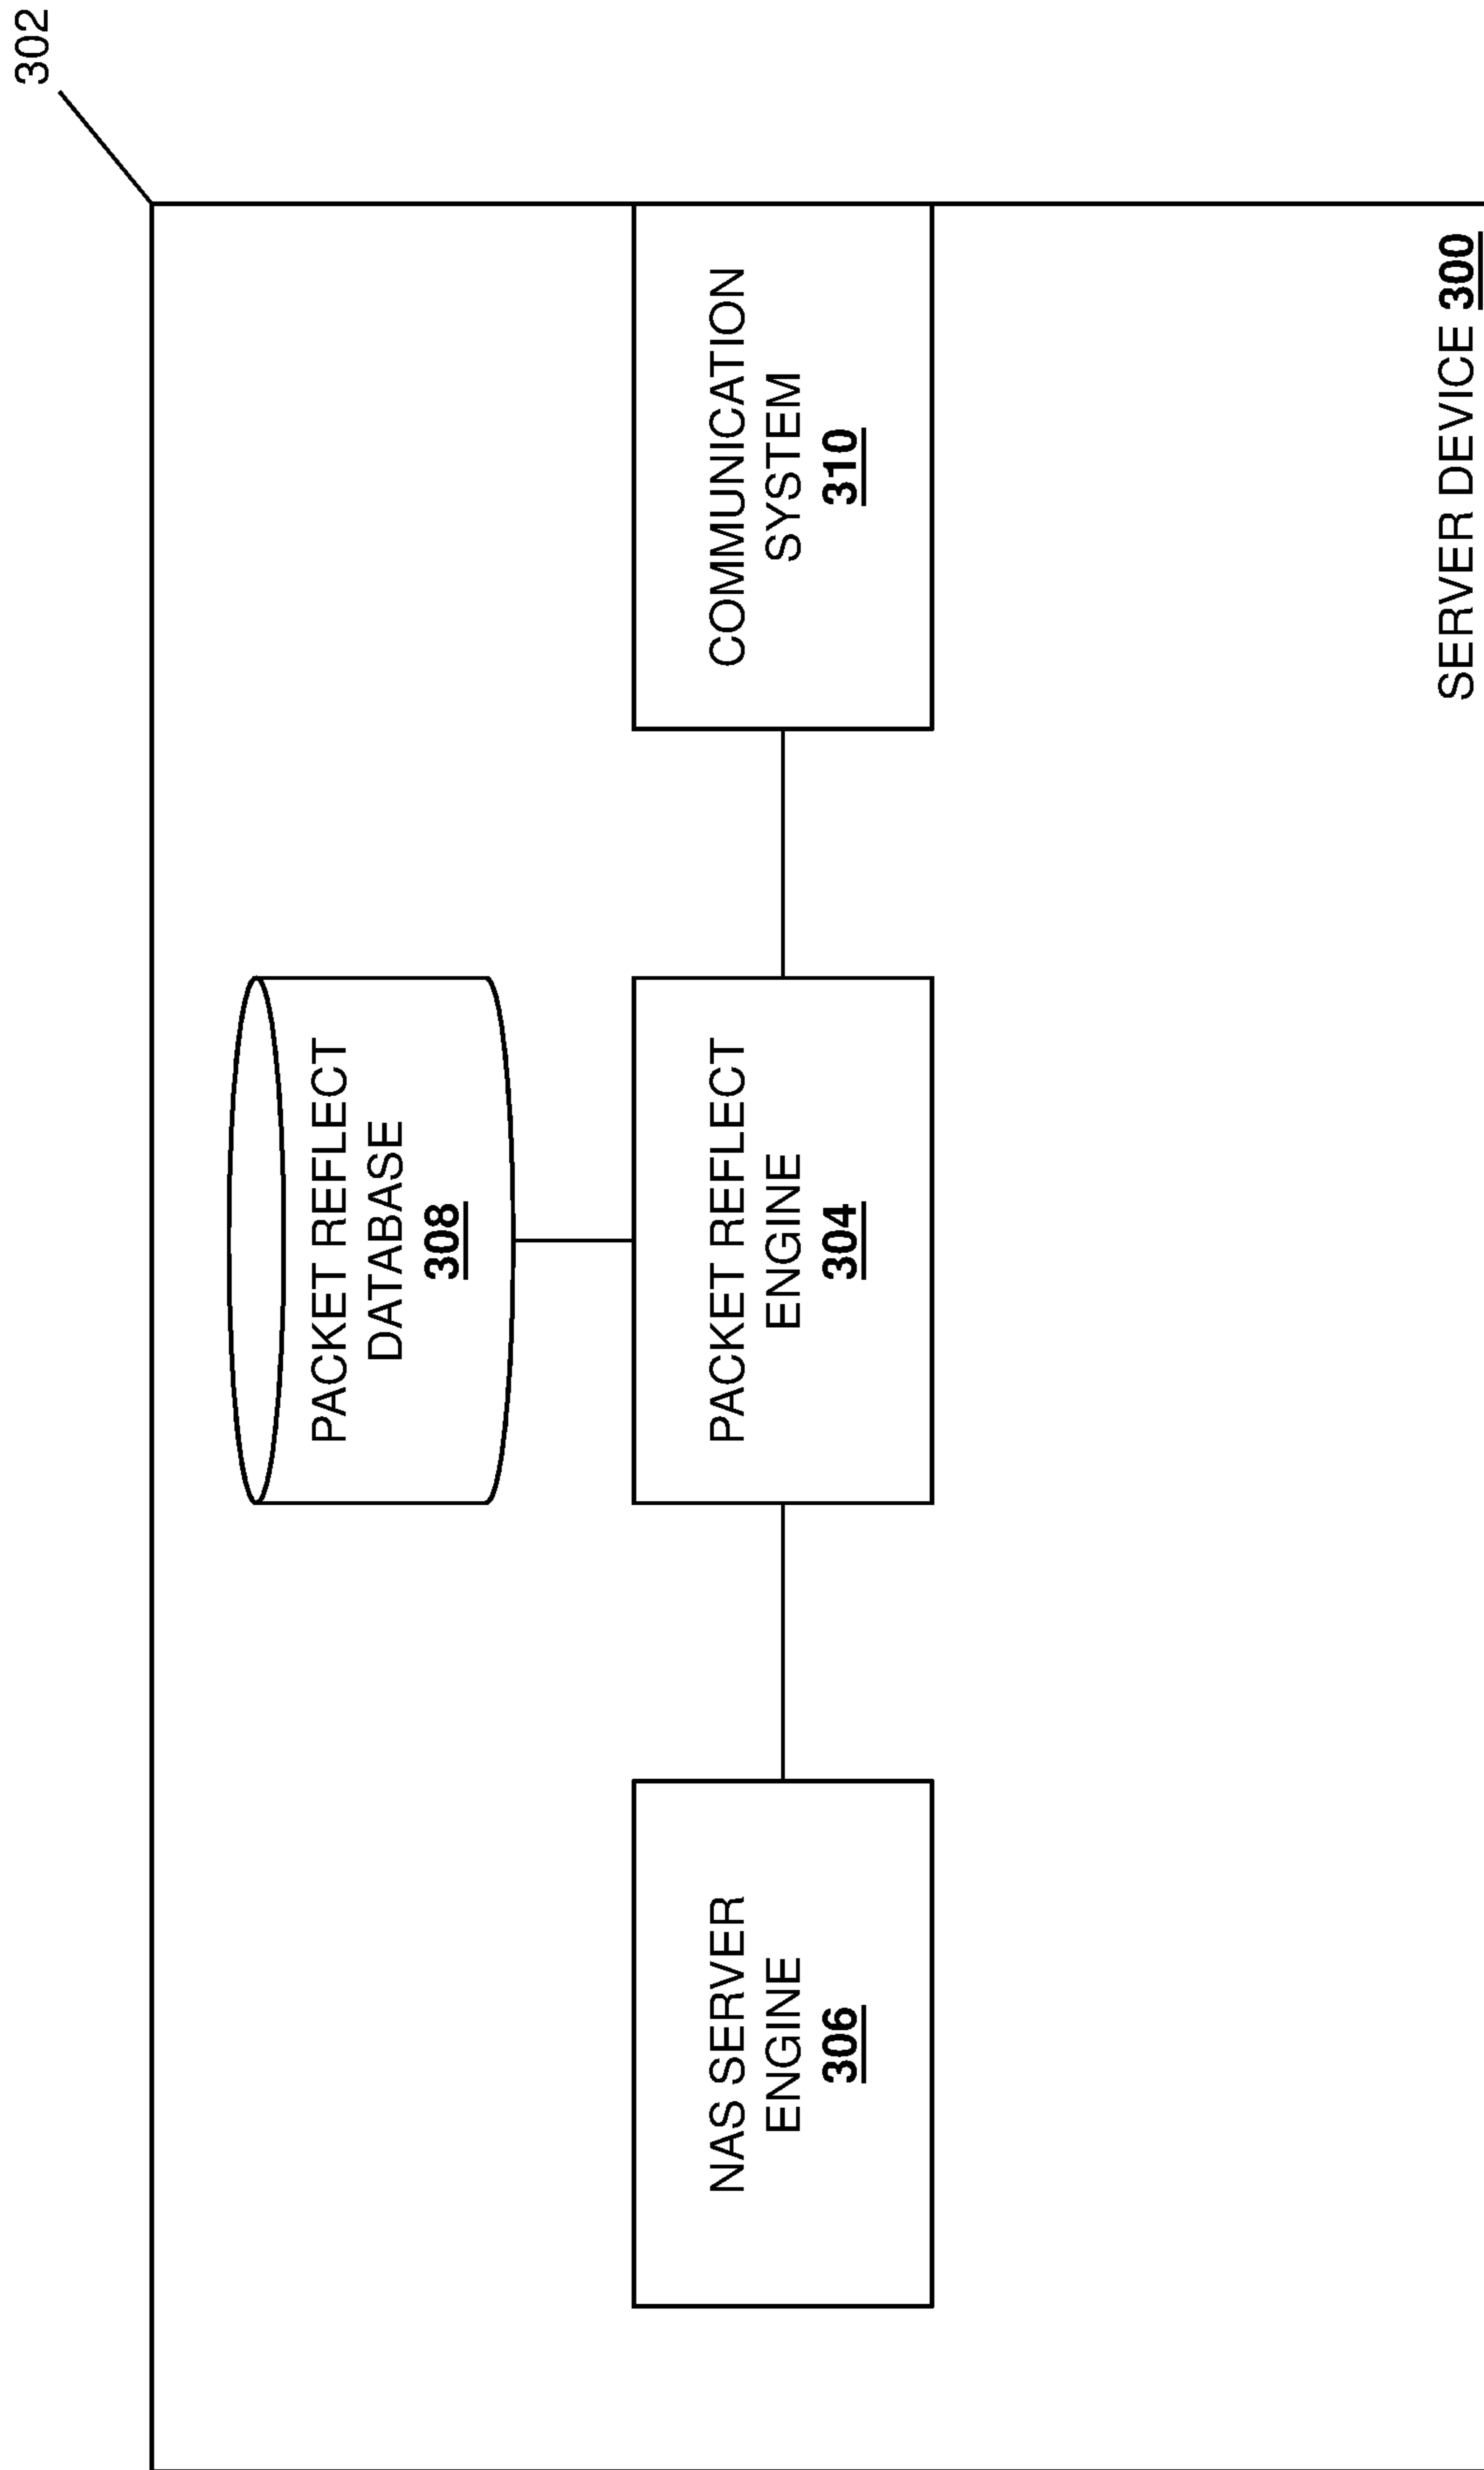 302
PACKET REFLECT
DATABASE
308
NAS SERVER
ENGINE
306
PACKET REFLECT
ENGINE
304
COMMUNICATION
SYSTEM
310
SERVER DEVICE 300